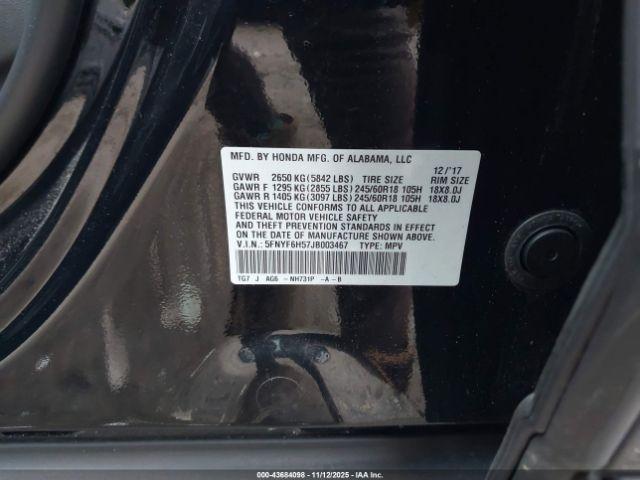 MFD. BY HONDA MFG. OF ALABAMA, LLC
12/'17
GVWR 2650 KG (5842 LBS) TIRE SIZE RIM SIZE
GAWR F 1295 KG (2855 LBS) 245/60R18 105H 18X8.0J
GAWR R 1405 KG (3097 LBS) 245/60R18 105H 18X8.0J
THIS VEHICLE CONFORMS TO ALL APPLICABLE
FEDERAL MOTOR VEHICLE SAFETY
AND THEFT PREVENTION STANDARDS IN EFFECT
ON THE DATE OF MANUFACTURE SHOWN ABOVE.
V.I.N.: 5FNYF6H57JB003467 TYPE: MPV
TG7 J AG6 -NH731P -A-B
000-43684098 - 11/12/2025 - IAA Inc.